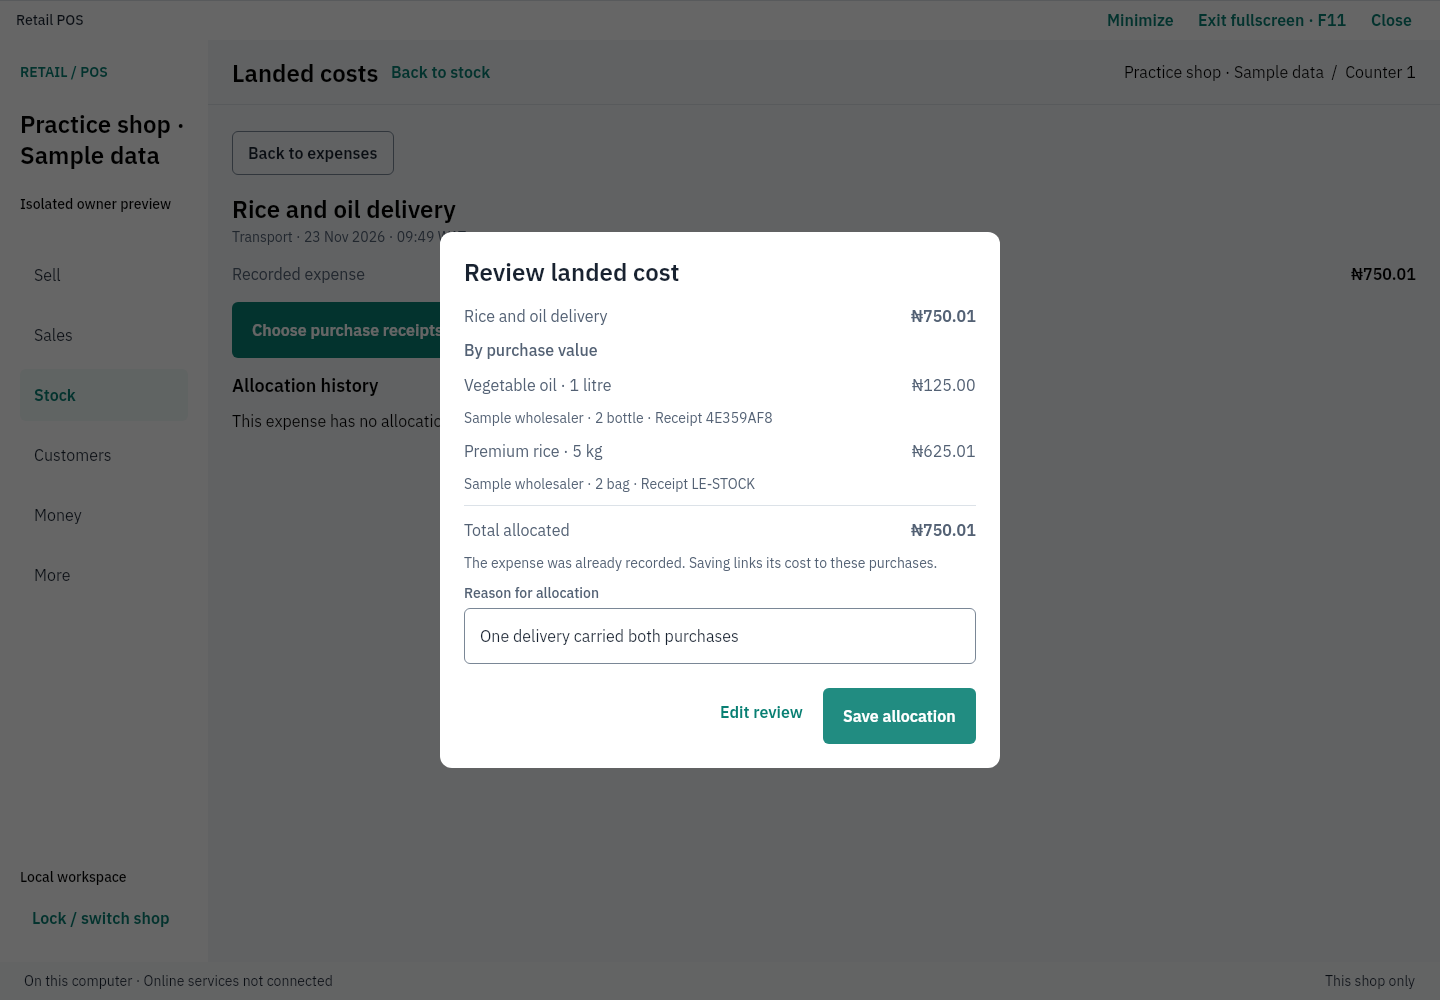 Retail POS
Minimize
Exit fullscreen · F11
Close
RETAIL / POS
Landed costs
Back to stock
Practice shop · Sample data / Counter 1
Practice shop ·
Sample data
Isolated owner preview
Back to expenses
Rice and oil delivery
Transport · 23 Nov 2026 · 09:49
Recorded expense
₦750.01
Choose purchase receipts
Allocation history
This expense has no
Sell
Sales
Stock
Customers
Money
More
Review landed cost
Rice and oil delivery
₦750.01
By purchase value
Vegetable oil · 1 litre
₦125.00
Sample wholesaler · 2 bottle · Receipt 4E359AF8
Premium rice · 5 kg
₦625.01
Sample wholesaler · 2 bag · Receipt LE-STOCK
Total allocated
₦750.01
The expense was already recorded. Saving links its cost to these purchases.
Reason for allocation
One delivery carried both purchases
Edit review
Save allocation
Local workspace
Lock / switch shop
On this computer · Online services not connected
This shop only